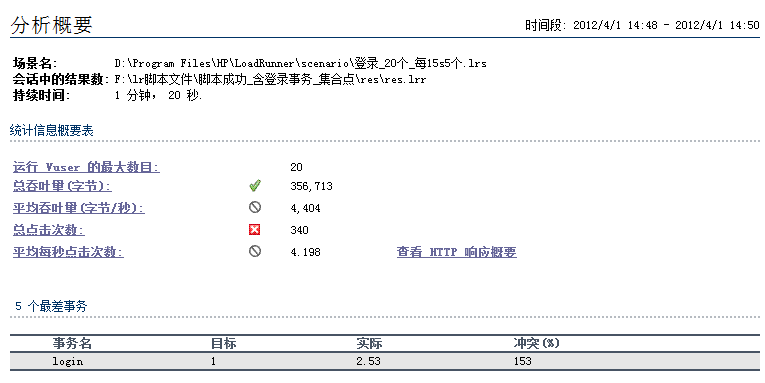 分析概要 时间段: 2012/4/1 14:48 - 2012/4/1 14:50
场景名: D:\Program Files\HP\LoadRunner\scenario\登录_20个_每15s5个.lrs
会话中的结果数: F:\lr脚本文件\脚本成功_含登录事务_集合点\res\res.lrr
持续时间: 1 分钟, 20 秒.
统计信息概要表
运行 Vuser 的最大数目: 20
总吞吐量(字节): 356,713
平均吞吐量(字节/秒): 4,404
总点击次数: 340
平均每秒点击次数: 4.198 查看 HTTP 响应概要
5 个最差事务
事务名 目标 实际 冲突(%)
login 1 2.53 153